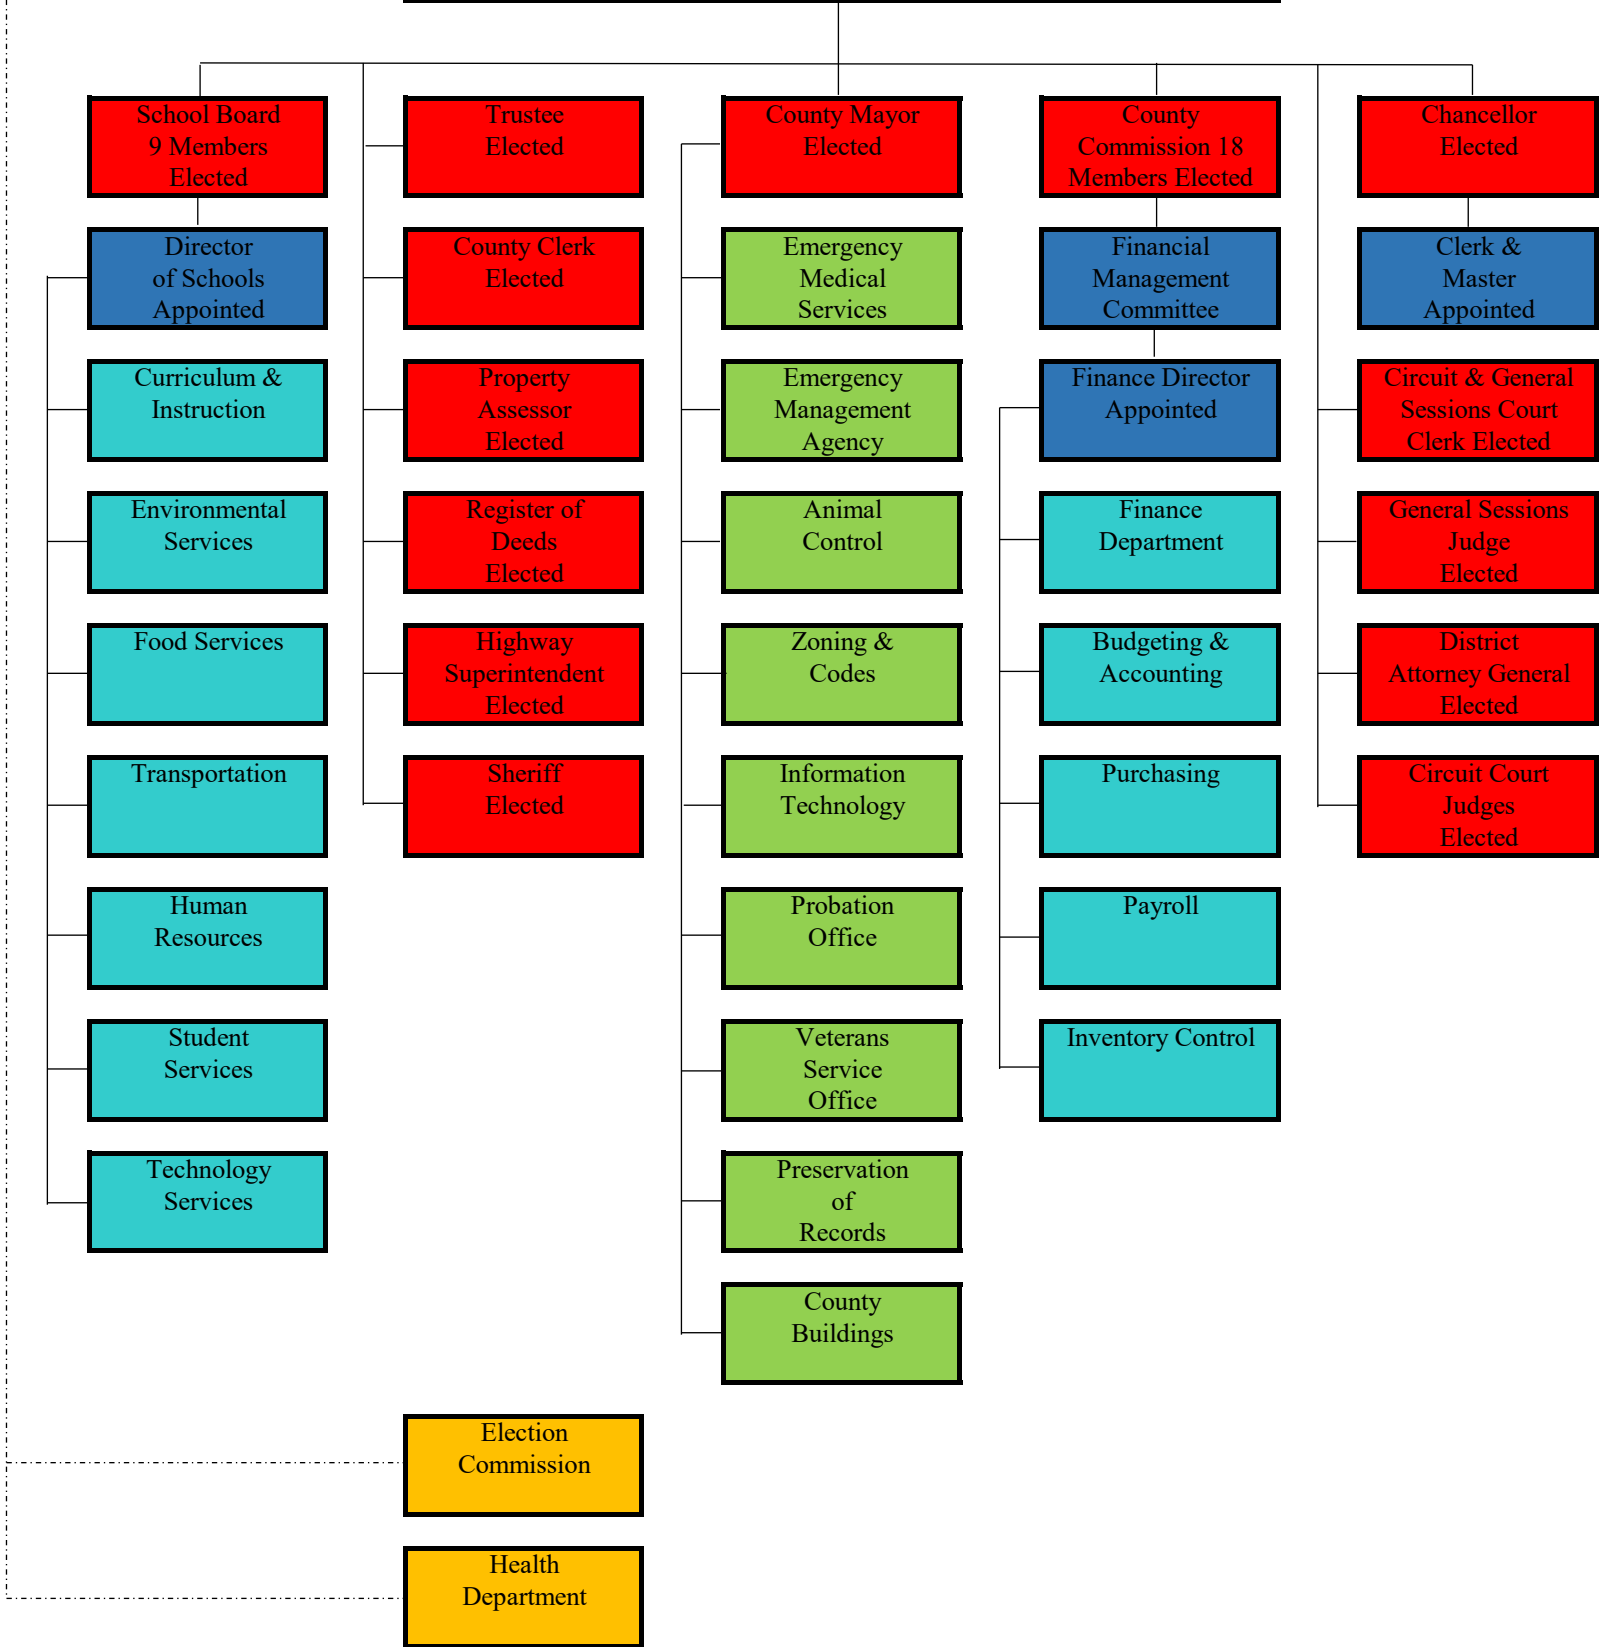 School Board
9 Members
Elected
Trustee
Elected
County Mayor
Elected
County
Commission 18
Members Elected
Chancellor
Elected
Director
of Schools
Appointed
County Clerk
Elected
Emergency
Medical
Services
Financial
Management
Committee
Clerk &
Master
Appointed
Curriculum &
Instruction
Property
Assessor
Elected
Emergency
Management
Agency
Finance Director
Appointed
Circuit & General
Sessions Court
Clerk Elected
Environmental
Services
Register of
Deeds
Elected
Animal
Control
Finance
Department
General Sessions
Judge
Elected
Food Services
Highway
Superintendent
Elected
Zoning &
Codes
Budgeting &
Accounting
District
Attorney General
Elected
Transportation
Sheriff
Elected
Information
Technology
Purchasing
Circuit Court
Judges
Elected
Human
Resources
Probation
Office
Payroll
Student
Services
Veterans
Service
Office
Inventory Control
Technology
Services
Preservation
of
Records
County
Buildings
Election
Commission
Health
Department